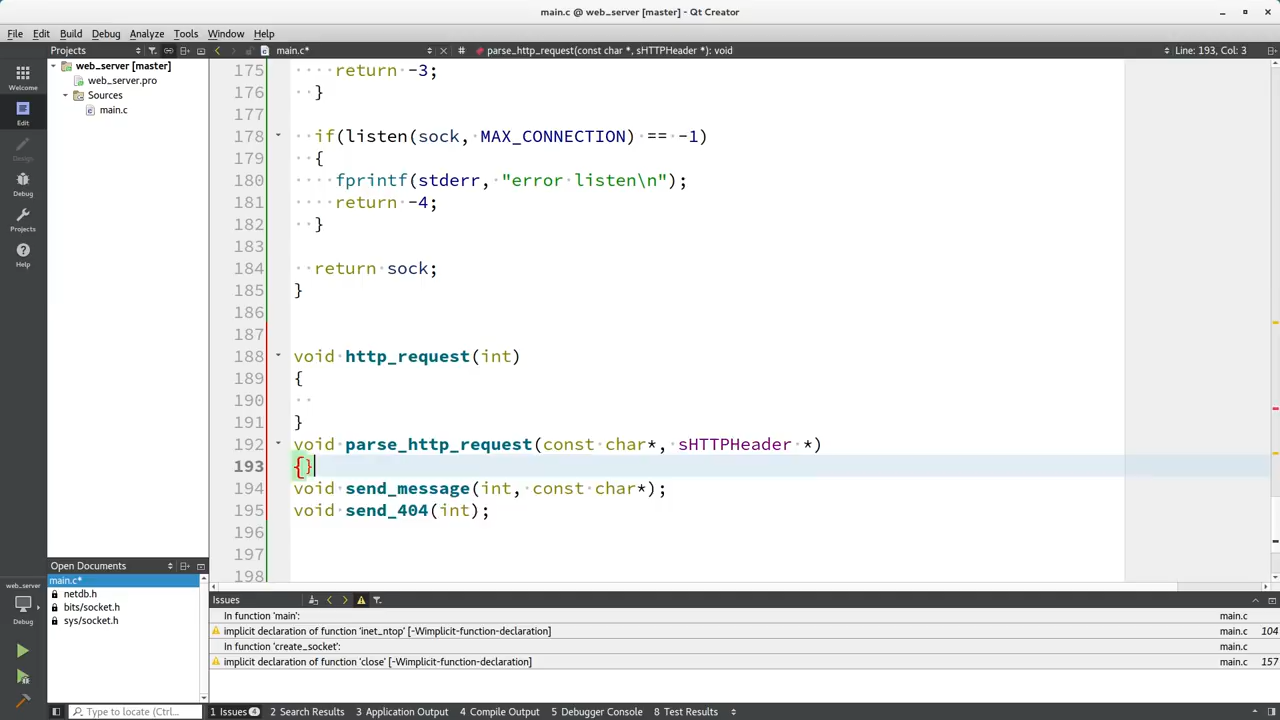 main.c @ web_server [master] - Qt Creator
File Edit Build Debug Analyze Tools Window Help
Projects main.c* # parse_http_request(const char *, sHTTPHeader *): void Line: 193, Col: 3
web_server [master]
web_server.pro
Sources
main.c
Welcome
Edit
Design
Debug
Projects
Help
175 return -3;
176 }
177
178 if(listen(sock, MAX_CONNECTION) == -1)
179 {
180 fprintf(stderr, "error listen\n");
181 return -4;
182 }
183
184 return sock;
185 }
186
187
188 void http_request(int)
189 {
190
191 }
192 void parse_http_request(const char*, sHTTPHeader *)
193 {}
194 void send_message(int, const char*);
195 void send_404(int);
196
197
198
Open Documents
main.c*
netdb.h
bits/socket.h
sys/socket.h
web_server
Debug
Issues
In function 'main': main.c
implicit declaration of function 'inet_ntop' [-Wimplicit-function-declaration] main.c 104
In function 'create_socket': main.c
implicit declaration of function 'close' [-Wimplicit-function-declaration] main.c 157
Type to locate (Ctrl... 1 Issues 4 2 Search Results 3 Application Output 4 Compile Output 5 Debugger Console 8 Test Results